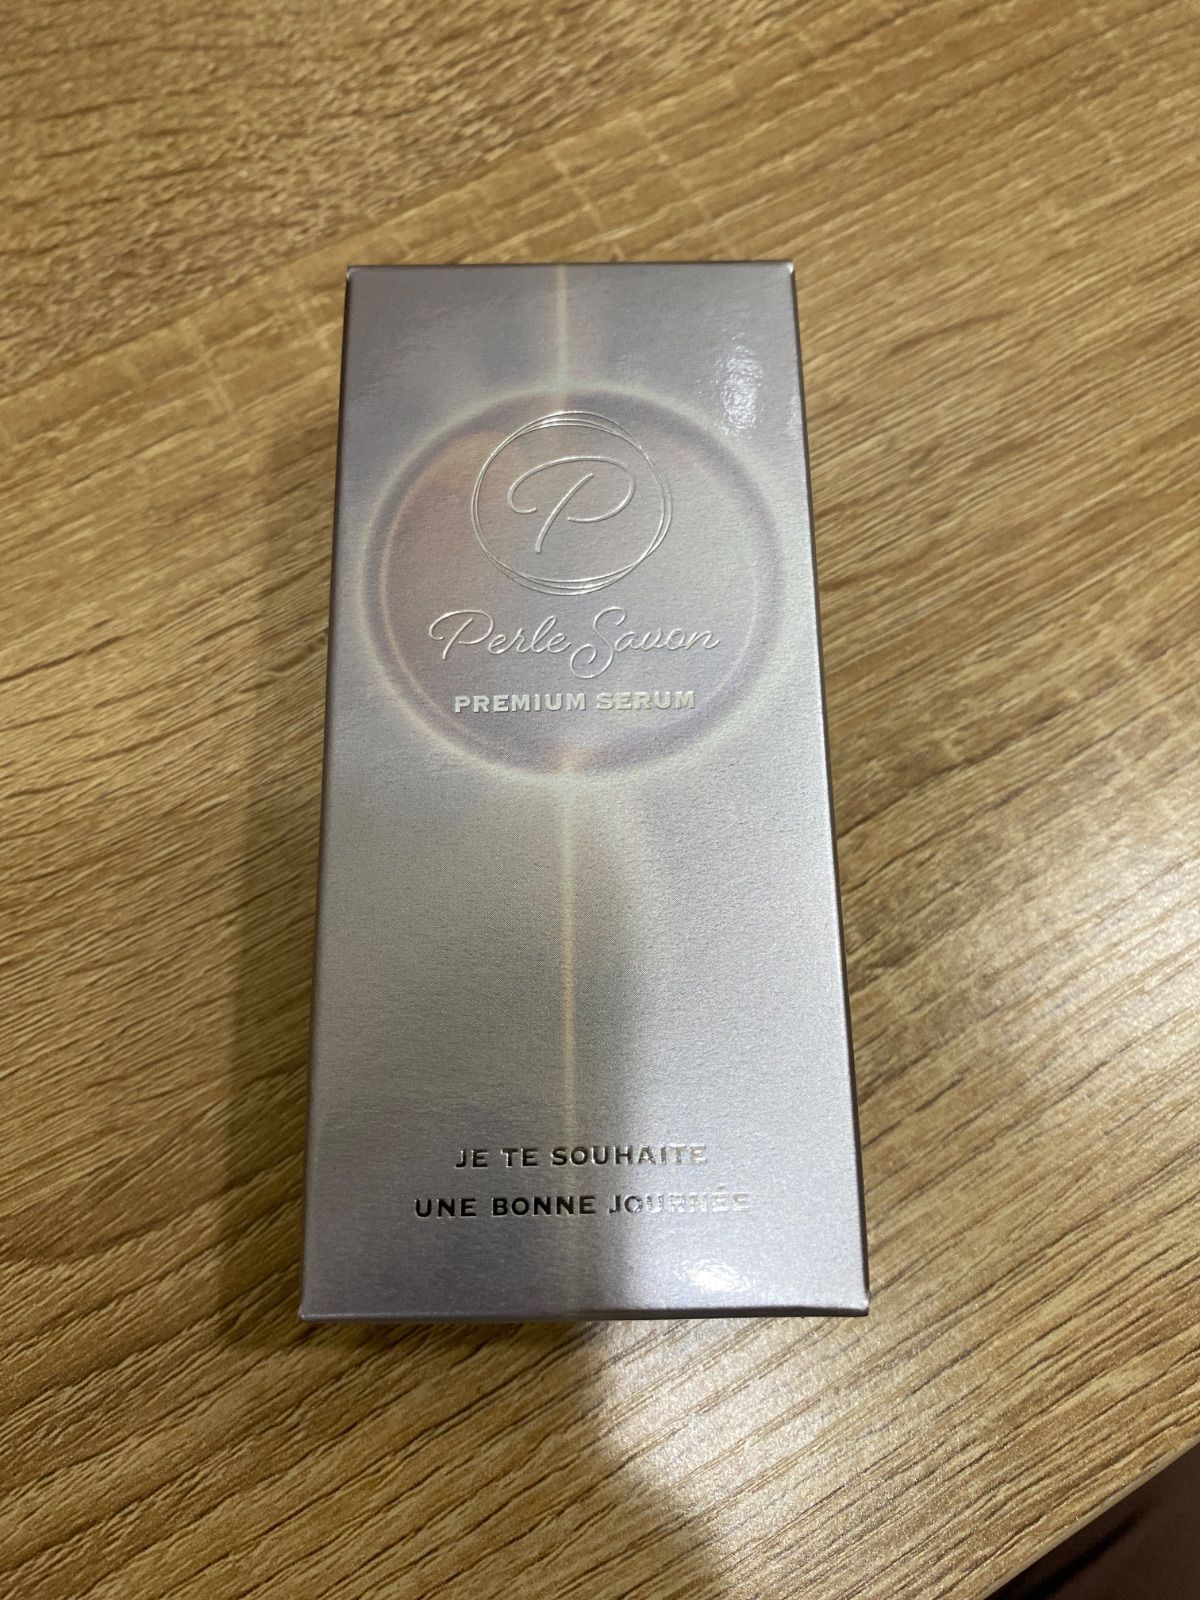 P
Perle Savon
PREMIUM SERUM
JE TE SOUHAITE
UNE BONNE JOURNÉE